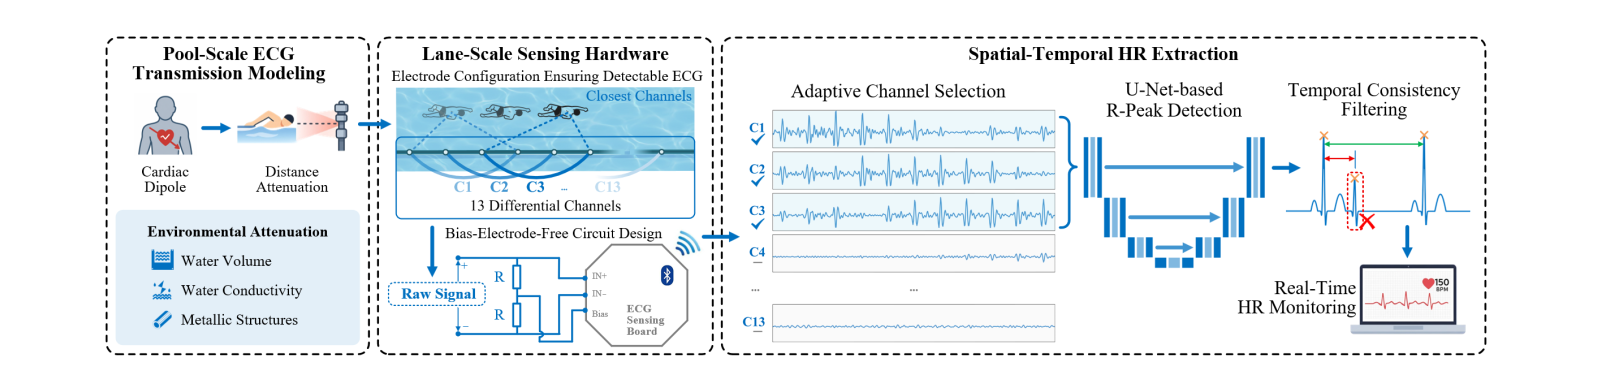 Pool-Scale ECG
Transmission Modeling
Cardiac
Dipole
Distance
Attenuation
Environmental Attenuation
Water Volume
Water Conductivity
Metallic Structures
Lane-Scale Sensing Hardware
Electrode Configuration Ensuring Detectable ECG
Closest Channels
C1 C2 C3 ... C13
13 Differential Channels
Bias-Electrode-Free Circuit Design
Raw Signal
+
−
R
R
IN+
IN−
Bias
ECG
Sensing
Board
Spatial-Temporal HR Extraction
Adaptive Channel Selection
C1
C2
C3
C4
... ...
C13
U-Net-based
R-Peak Detection
Temporal Consistency
Filtering
Real-Time
HR Monitoring
150
BPM